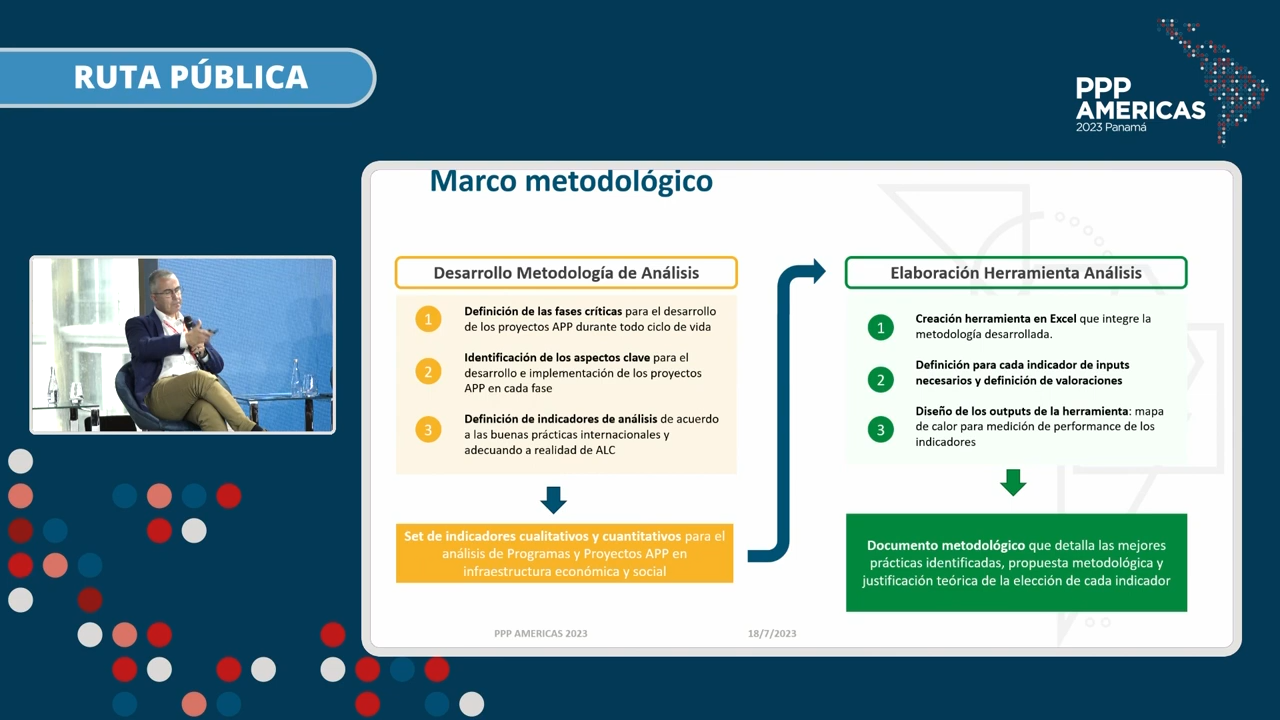 RUTA PÚBLICA
PPP
AMERICAS
2023 Panamá
Marco metodológico
Desarrollo Metodología de Análisis
1
Definición de las fases críticas para el desarrollo
de los proyectos APP durante todo ciclo de vida
2
Identificación de los aspectos clave para el
desarrollo e implementación de los proyectos
APP en cada fase
3
Definición de indicadores de análisis de acuerdo
a las buenas prácticas internacionales y
adecuando a realidad de ALC
Set de indicadores cualitativos y cuantitativos para el
análisis de Programas y Proyectos APP en
infraestructura económica y social
Elaboración Herramienta Análisis
1
Creación herramienta en Excel que integre la
metodología desarrollada.
2
Definición para cada indicador de inputs
necesarios y definición de valoraciones
3
Diseño de los outputs de la herramienta: mapa
de calor para medición de performance de los
indicadores
Documento metodológico que detalla las mejores
prácticas identificadas, propuesta metodológica y
justificación teórica de la elección de cada indicador
PPP AMERICAS 2023
18/7/2023